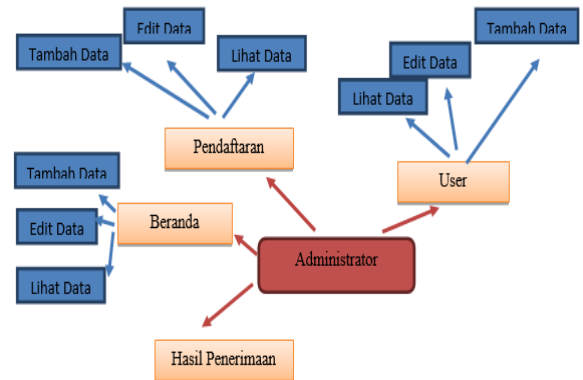 Edit Data
Tambah Data
Tambah Data
Lihat Data
Edit Data
Lihat Data
Pendaftaran
Tambah Data
User
Beranda
Edit Data
Administrator
Lihat Data
Hasil Penerimaan